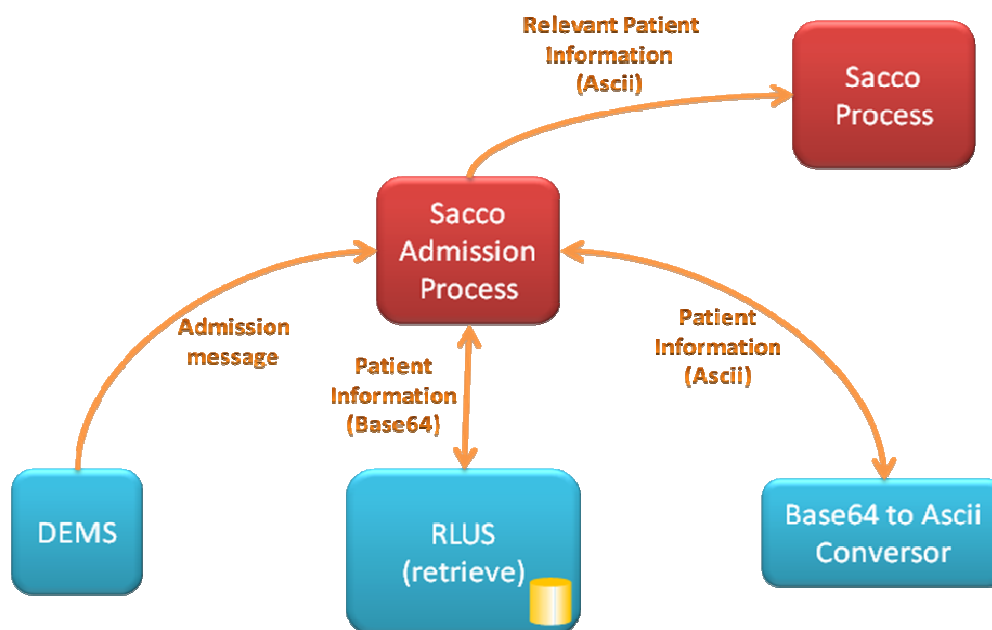 Relevant Patient
Information
(Ascii)
Sacco
Process
Sacco
Admission
Process
Admission
message
Patient
Information
(Base64)
Patient
Information
(Ascii)
DEMS
RLUS
(retrieve)
Base64 to Ascii
Conversor